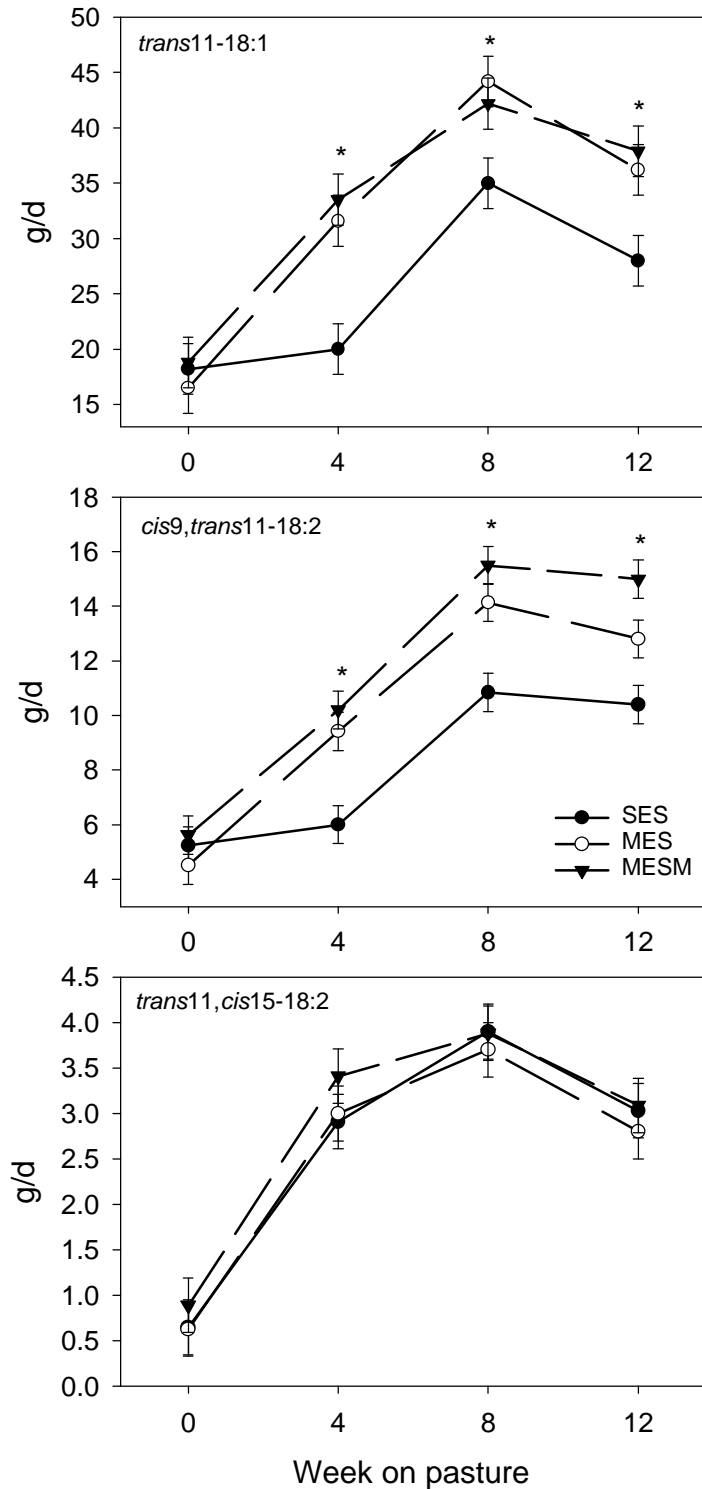 50
trans11-18:1
45
40
35
30
25
20
15
g/d
* * *
0 4 8 12
18
cis9,trans11-18:2
16
14
12
10
8
6
4
g/d
* * *
SES
MES
MESM
0 4 8 12
4.5
trans11,cis15-18:2
4.0
3.5
3.0
2.5
2.0
1.5
1.0
0.5
0.0
g/d
0 4 8 12
Week on pasture